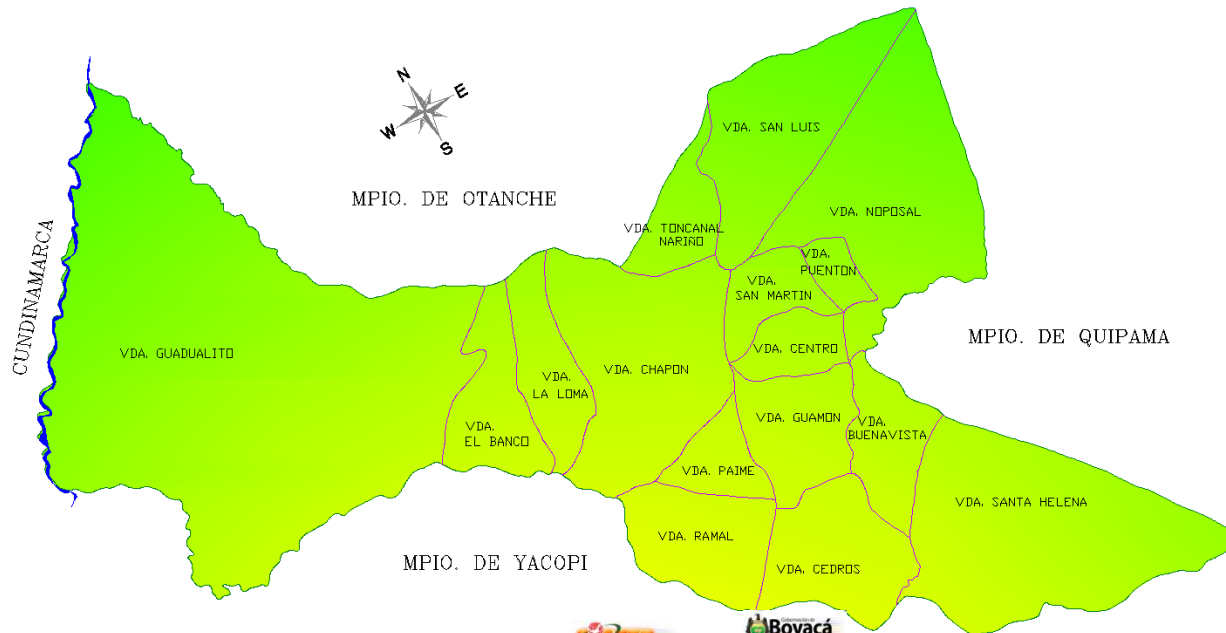 N
E
W
S
VDA. SAN LUIS
MPIO. DE OTANCHE
VDA. NOPOSAL
VDA. TONCANAL
NARIÑO
VDA.
PUENTON
VDA.
SAN MARTIN
CUNDINAMARCA
MPIO. DE QUIPAMA
VDA. GUADUALITO
VDA. CENTRO
VDA. CHAPON
VDA.
LA LOMA
VDA. GUAMON
VDA.
BUENAVISTA
VDA.
EL BANCO
VDA. PAIME
VDA. SANTA HELENA
VDA. RAMAL
MPIO. DE YACOPI
VDA. CEDROS
Gobernación de
Boyacá